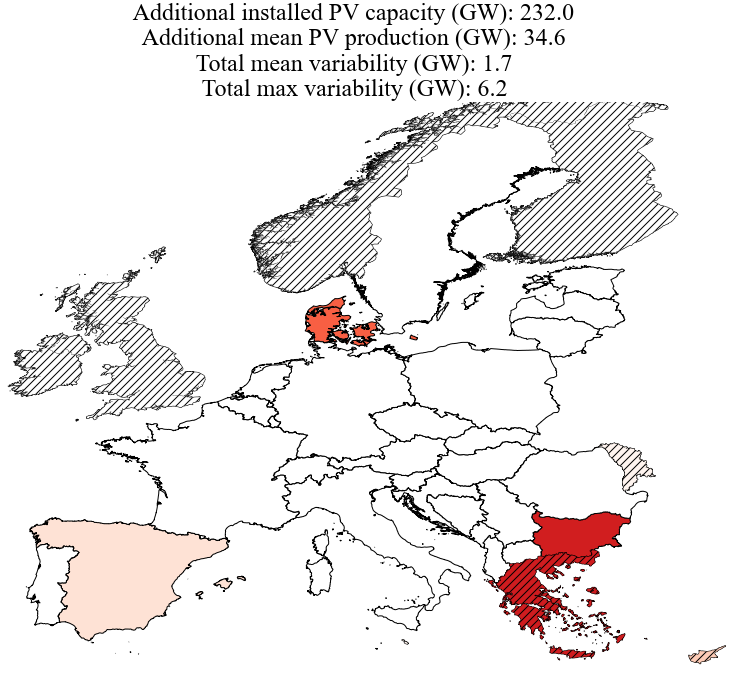 Additional installed PV capacity (GW): 232.0
Additional mean PV production (GW): 34.6
Total mean variability (GW): 1.7
Total max variability (GW): 6.2